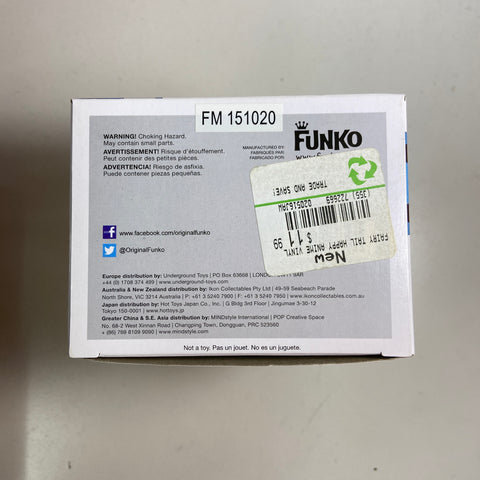 FM 151020
WARNING! Choking Hazard.
May contain small parts.
AVERTISSEMENT! Risque d'étouffement.
Peut contenir des petites pièces.
ADVERTENCIA! Riesgo de asfixia.
Puede contener piezas pequeñas.
MANUFACTURED BY:
FABRIQUÉS PAR:
FABRICADO POR:
FUNKO
TRADE AND SAVE!
(355) 722669 020516JAW
FAIRY TAIL HAPPY ANIME VINYL
$ 11.99
New
f www.facebook.com/originalfunko
@OriginalFunko
Europe distribution by: Underground Toys | PO Box 63668 | BAR
+44 (0) 1708 374 499 | www.underground-toys.com
Australia & New Zealand distribution by: Ikon Collectables Pty Ltd | 49-59 Seabeach Parade
North Shore, VIC 3214 Australia | P: +61 3 5240 7900 | F: +61 3 5240 7950 | www.ikoncollectables.com
Japan distribution by: Hot Toys Japan Co., Inc. | G Bldg 3rd Floor | Jingumae 3-30-12
Tokyo 150-0001 | www.hottoys.jp
Greater China & S.E. Asia distribution by: MINDstyle International | POP Creative Space
No. 68-2 West Xinnan Road | Changping Town, Dongguan, PRC 523560
+ (86) 769 8109 9090 | www.mindstyle.com
Not a toy. Pas un jouet. No es un juguete.